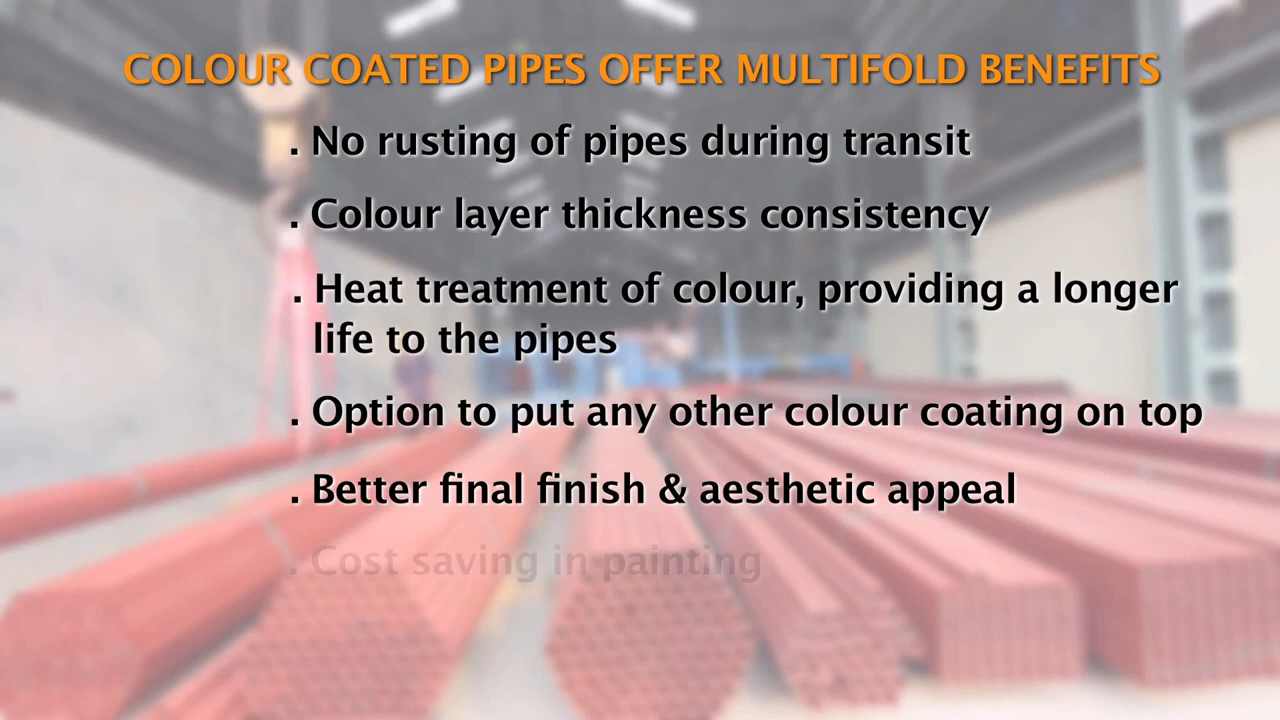 COLOUR COATED PIPES OFFER MULTIFOLD BENEFITS
. No rusting of pipes during transit
. Colour layer thickness consistency
. Heat treatment of colour, providing a longer
life to the pipes
. Option to put any other colour coating on top
. Better final finish & aesthetic appeal
. Cost saving in painting